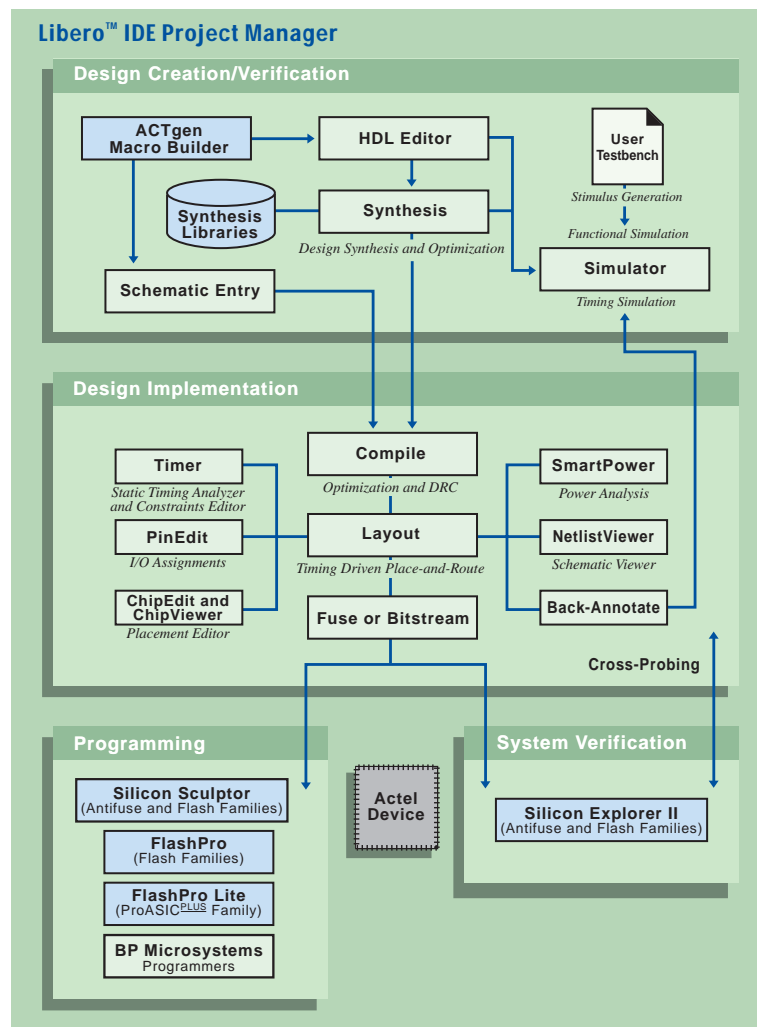 Libero™ IDE Project Manager
Design Creation/Verification
ACTgen
Macro Builder
HDL Editor
User
Testbench
Synthesis
Libraries
Synthesis
Design Synthesis and Optimization
Stimulus Generation
Functional Simulation
Schematic Entry
Simulator
Timing Simulation
Design Implementation
Timer
Static Timing Analyzer
and Constraints Editor
Compile
Optimization and DRC
SmartPower
Power Analysis
PinEdit
I/O Assignments
Layout
Timing Driven Place-and-Route
NetlistViewer
Schematic Viewer
ChipEdit and
ChipViewer
Placement Editor
Fuse or Bitstream
Back-Annotate
Cross-Probing
Programming
Silicon Sculptor
(Antifuse and Flash Families)
FlashPro
(Flash Families)
FlashPro Lite
(ProASICPLUS Family)
BP Microsystems
Programmers
Actel
Device
System Verification
Silicon Explorer II
(Antifuse and Flash Families)